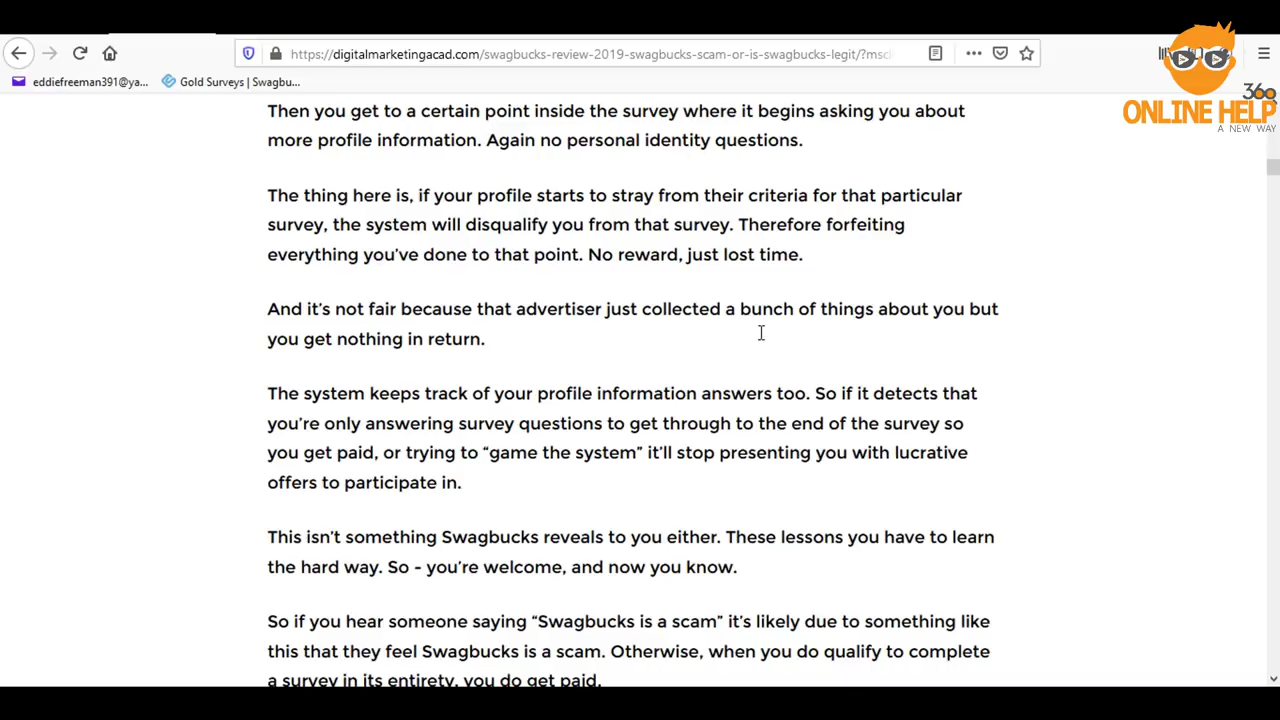 https://digitalmarketingacad.com/swagbucks-review-2019-swagbucks-scam-or-is-swagbucks-legit/?mscl
eddiefreeman391@ya...
Gold Surveys | Swagbu...
360
ONLINE HELP
A NEW WAY
Then you get to a certain point inside the survey where it begins asking you about
more profile information. Again no personal identity questions.
The thing here is, if your profile starts to stray from their criteria for that particular
survey, the system will disqualify you from that survey. Therefore forfeiting
everything you’ve done to that point. No reward, just lost time.
And it’s not fair because that advertiser just collected a bunch of things about you but
you get nothing in return.
The system keeps track of your profile information answers too. So if it detects that
you’re only answering survey questions to get through to the end of the survey so
you get paid, or trying to “game the system” it’ll stop presenting you with lucrative
offers to participate in.
This isn’t something Swagbucks reveals to you either. These lessons you have to learn
the hard way. So - you’re welcome, and now you know.
So if you hear someone saying “Swagbucks is a scam” it’s likely due to something like
this that they feel Swagbucks is a scam. Otherwise, when you do qualify to complete
a survey in its entirety, you do get paid.